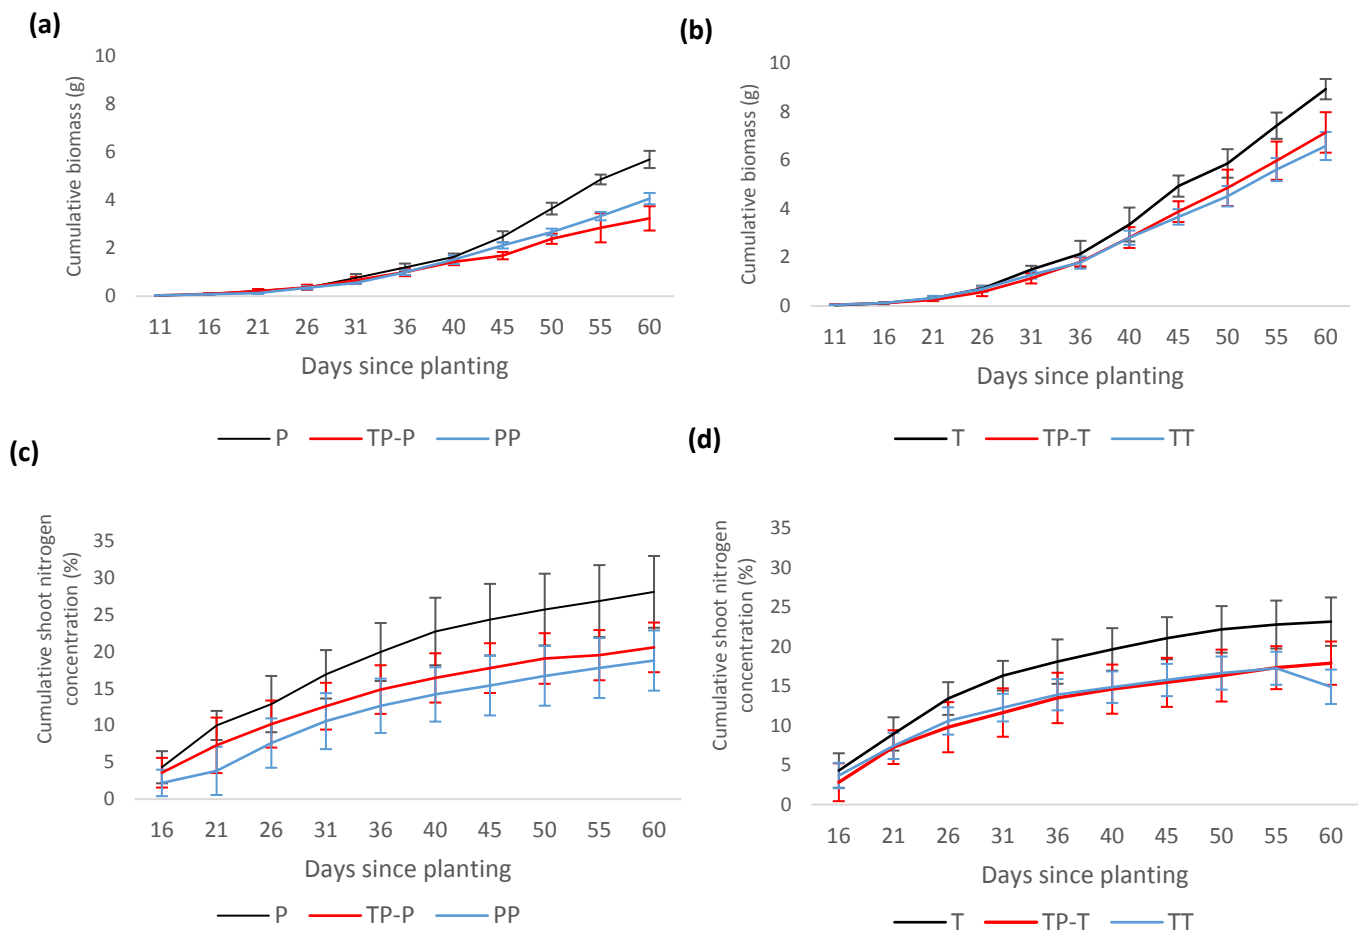 (a)
Cumulative biomass (g)
10
8
6
4
2
0
11 16 21 26 31 36 40 45 50 55 60
Days since planting
P TP-P PP
(b)
Cumulative biomass (g)
10
8
6
4
2
0
11 16 21 26 31 36 40 45 50 55 60
Days since planting
T TP-T TT
(c)
Cumulative shoot nitrogen
concentration (%)
35
30
25
20
15
10
5
0
16 21 26 31 36 40 45 50 55 60
Days since planting
P TP-P PP
(d)
Cumulative shoot nitrogen
concentration (%)
35
30
25
20
15
10
5
0
16 21 26 31 36 40 45 50 55 60
Days since planting
T TP-T TT